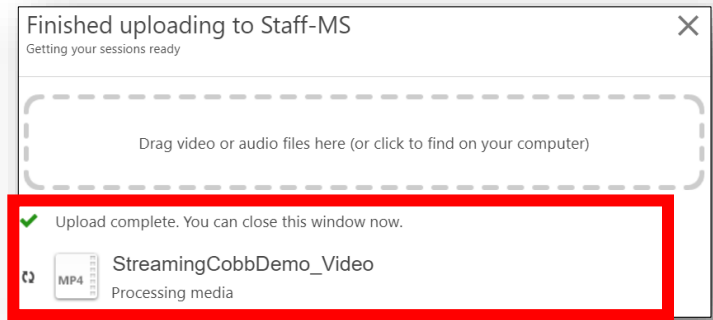 Finished uploading to Staff-MS
Getting your sessions ready
Drag video or audio files here (or click to find on your computer)
Upload complete. You can close this window now.
StreamingCobbDemo_Video
MP4
Processing media